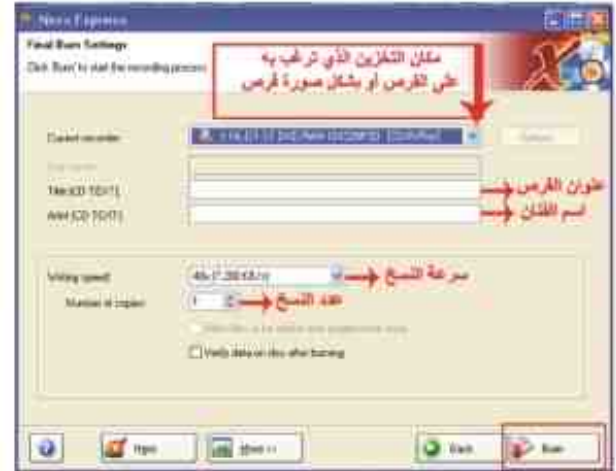 Nero Express
Final Burn Settings
Click 'Burn' to start the recording process
مكان التخزين الذي ترغب به
على القرص أو بشكل صورة قرص
Current recorder
Title (CD TEXT)
عنوان القرص
Artist (CD TEXT)
اسم الفنان
Writing speed
سرعة النسخ
Number of copies
1
عدد النسخ
Verify data on disc after burning
More >>
Back
Burn